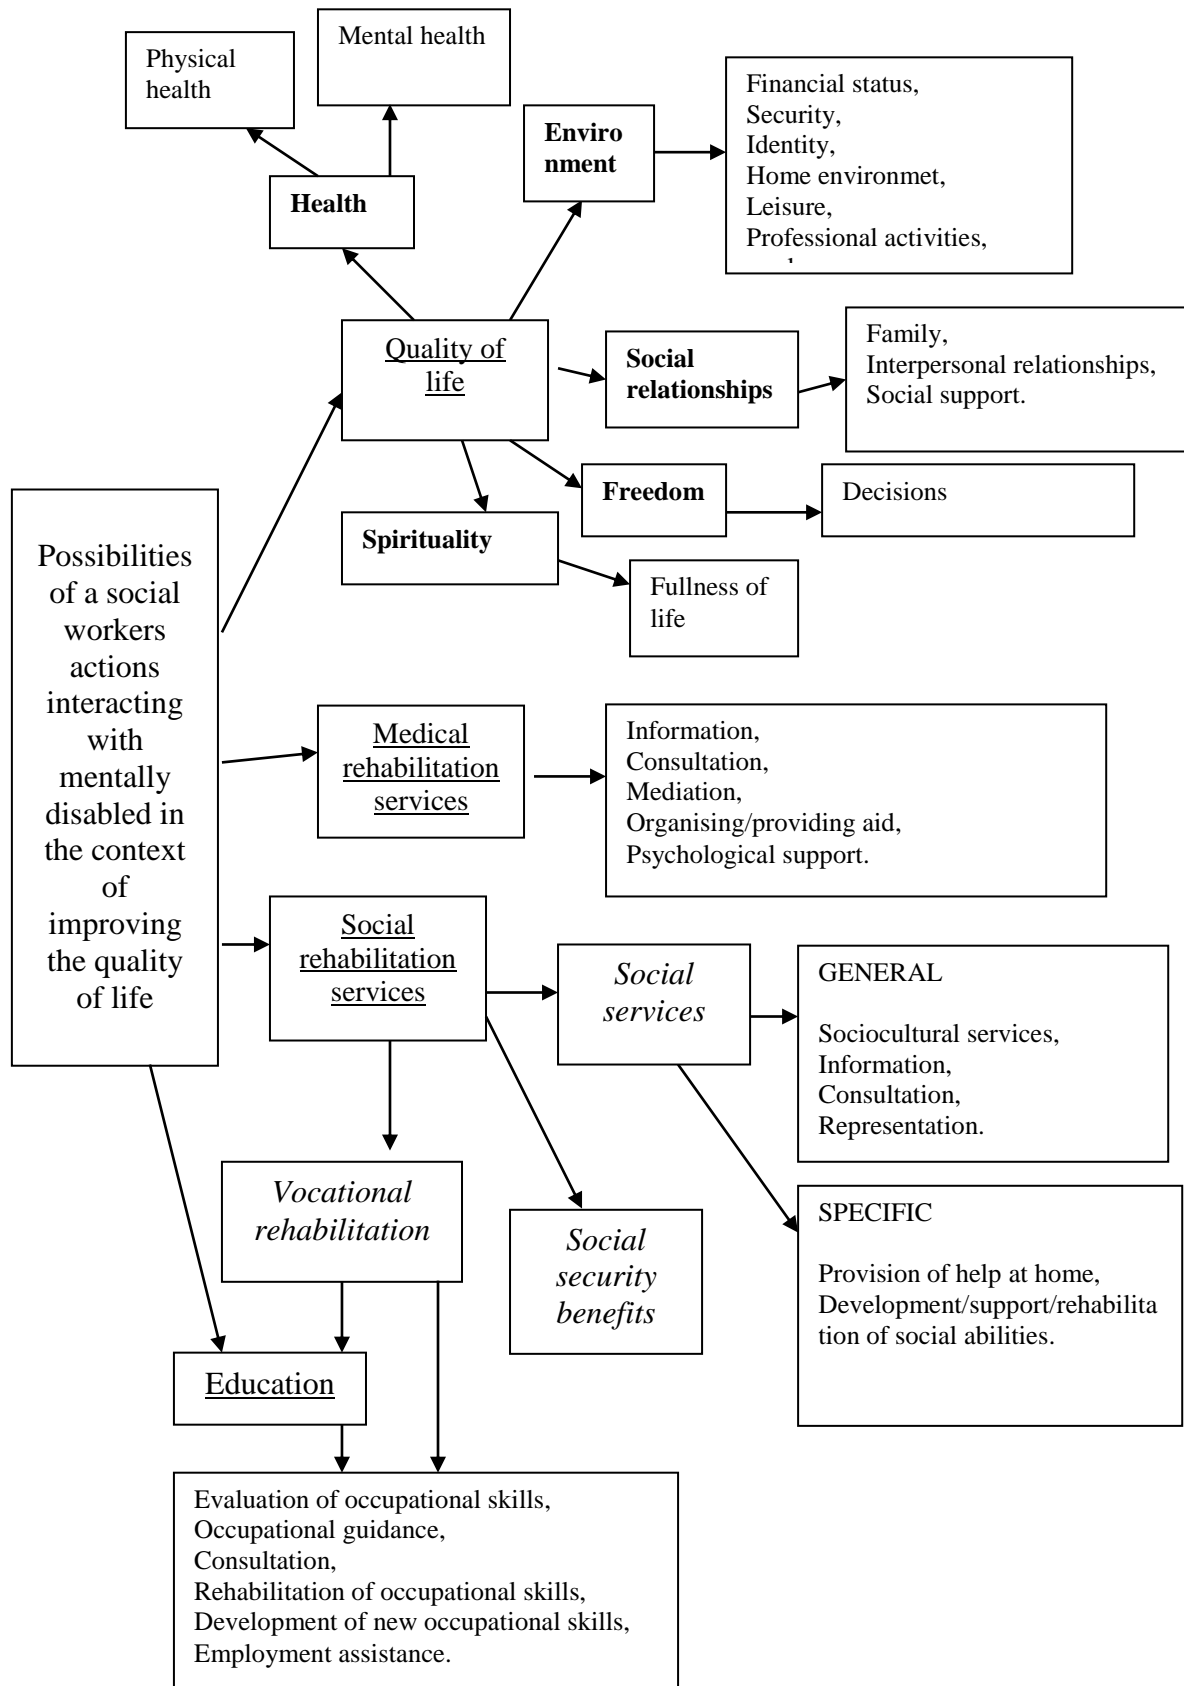 Mental health
Physical
health
Financial status,
Security,
Identity,
Home environmet,
Leisure,
Professional activities,
Enviro
nment
Health
Quality of
life
Social
relationships
Family,
Interpersonal relationships,
Social support.
Freedom
Decisions
Spirituality
Fullness of
life
Possibilities
of a social
workers
actions
interacting
with
mentally
disabled in
the context
of
improving
the quality
of life
Medical
rehabilitation
services
Information,
Consultation,
Mediation,
Organising/providing aid,
Psychological support.
Social
rehabilitation
services
Social
services
GENERAL
Sociocultural services,
Information,
Consultation,
Representation.
Vocational
rehabilitation
Social
security
benefits
SPECIFIC
Provision of help at home,
Development/support/rehabilita
tion of social abilities.
Education
Evaluation of occupational skills,
Occupational guidance,
Consultation,
Rehabilitation of occupational skills,
Development of new occupational skills,
Employment assistance.